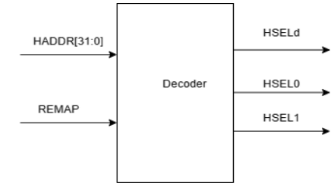 HADDR[31:0]
REMAP
Decoder
HSELd
HSEL0
HSEL1